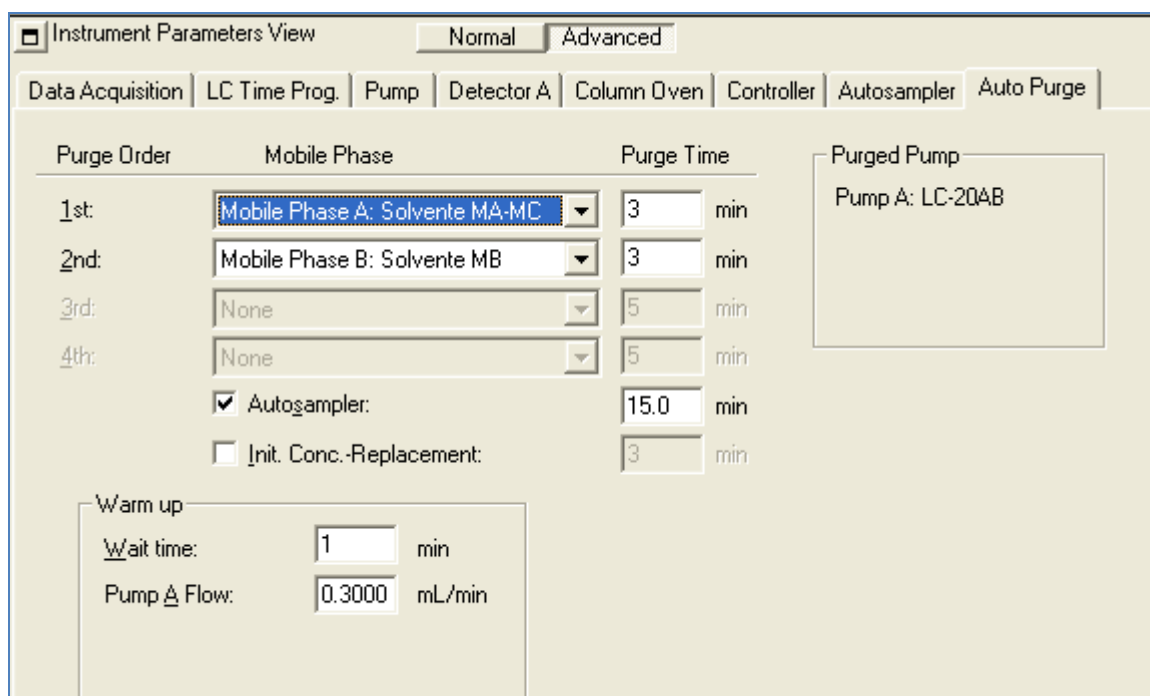 Instrument Parameters View Normal Advanced
Data Acquisition LC Time Prog. Pump Detector A Column Oven Controller Autosampler Auto Purge
Purge Order Mobile Phase Purge Time Purged Pump
1st: Mobile Phase A: Solvente MA-MC 3 min Pump A: LC-20AB
2nd: Mobile Phase B: Solvente MB 3 min
3rd: None 5 min
4th: None 5 min
Autosampler: 15.0 min
Init. Conc.-Replacement: 3 min
Warm up
Wait time: 1 min
Pump A Flow: 0.3000 mL/min